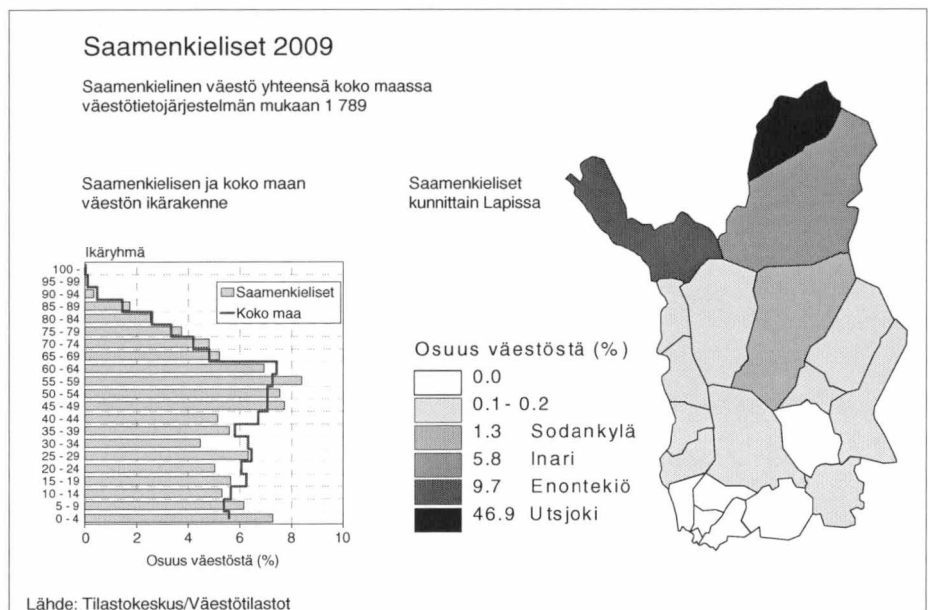 Saamenkieliset 2009
Saamenkielinen väestö yhteensä koko maassa
väestötietojärjestelmän mukaan 1 789
Saamenkielisen ja koko maan
väestön ikärakenne
Ikäryhmä
100 -
95 - 99
90 - 94
85 - 89
80 - 84
75 - 79
70 - 74
65 - 69
60 - 64
55 - 59
50 - 54
45 - 49
40 - 44
35 - 39
30 - 34
25 - 29
20 - 24
15 - 19
10 - 14
5 - 9
0 - 4
Saamenkieliset
Koko maa
0 2 4 6 8 10
Osuus väestöstä (%)
Saamenkieliset
kunnittain Lapissa
Osuus väestöstä (%)
0.0
0.1 - 0.2
1.3 Sodankylä
5.8 Inari
9.7 Enontekiö
46.9 Utsjoki
Lähde: Tilastokeskus/Väestötilastot